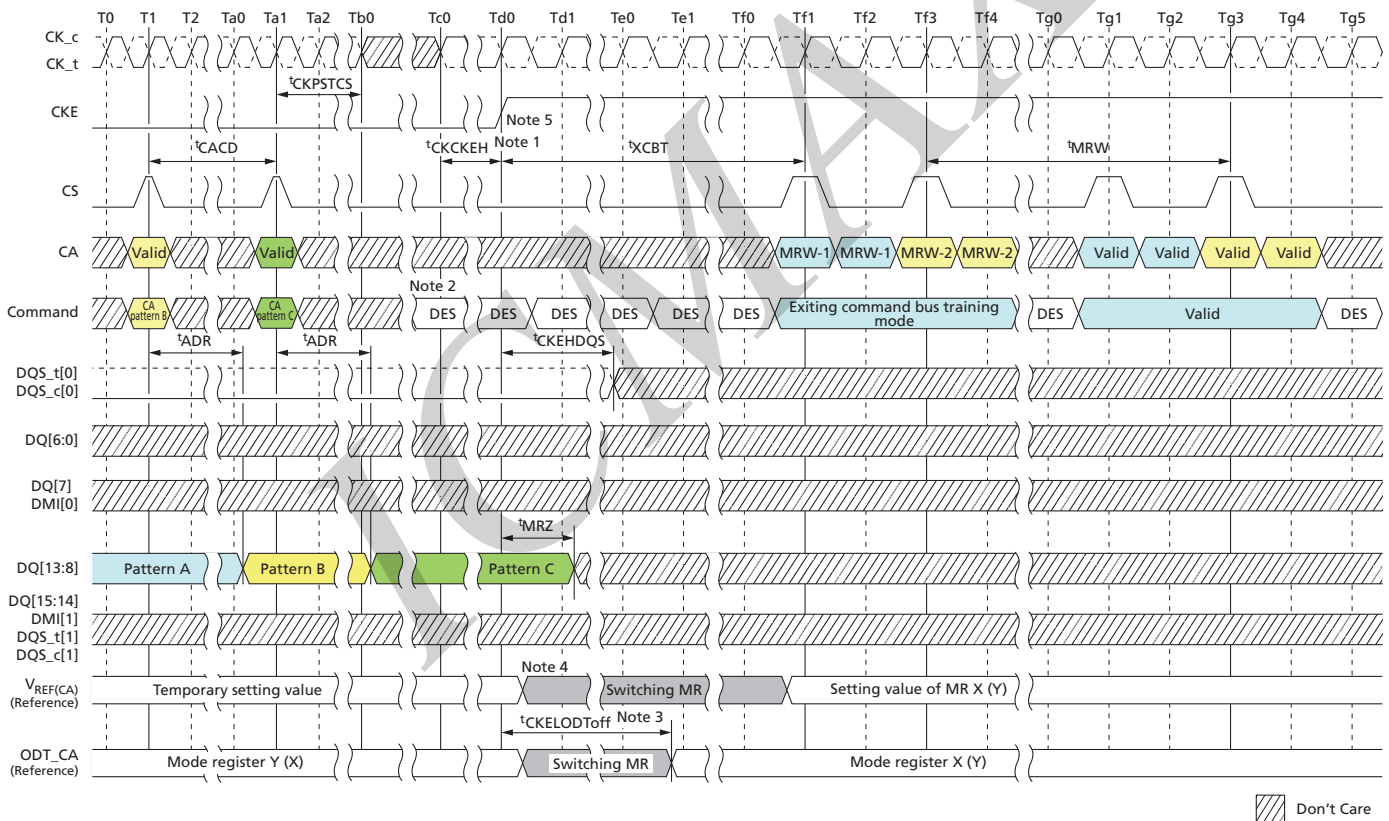 T0 T1 T2 Ta0 Ta1 Ta2 Tb0 Tc0 Td0 Td1 Te0 Te1 Tf0 Tf1 Tf2 Tf3 Tf4 Tg0 Tg1 Tg2 Tg3 Tg4 Tg5
CK_c
CK_t
tCKPSTCS
CKE
Note 5
tCACD tCKCKEH Note 1 tXCBT tMRW
CS
CA Valid Valid MRW-1 MRW-1 MRW-2 MRW-2 Valid Valid Valid Valid
Note 2
Command CA pattern B CA pattern C DES DES DES DES DES DES Exiting command bus training mode DES Valid DES
tADR tADR tCKEHDQS
DQS_t[0]
DQS_c[0]
DQ[6:0]
DQ[7]
DMI[0]
tMRZ
DQ[13:8] Pattern A Pattern B Pattern C
DQ[15:14]
DMI[1]
DQS_t[1]
DQS_c[1]
Note 4
VREF(CA) (Reference) Temporary setting value Switching MR Setting value of MR X (Y)
tCKELODToff Note 3
ODT_CA (Reference) Mode register Y (X) Switching MR Mode register X (Y)
Don't Care
ICMAX